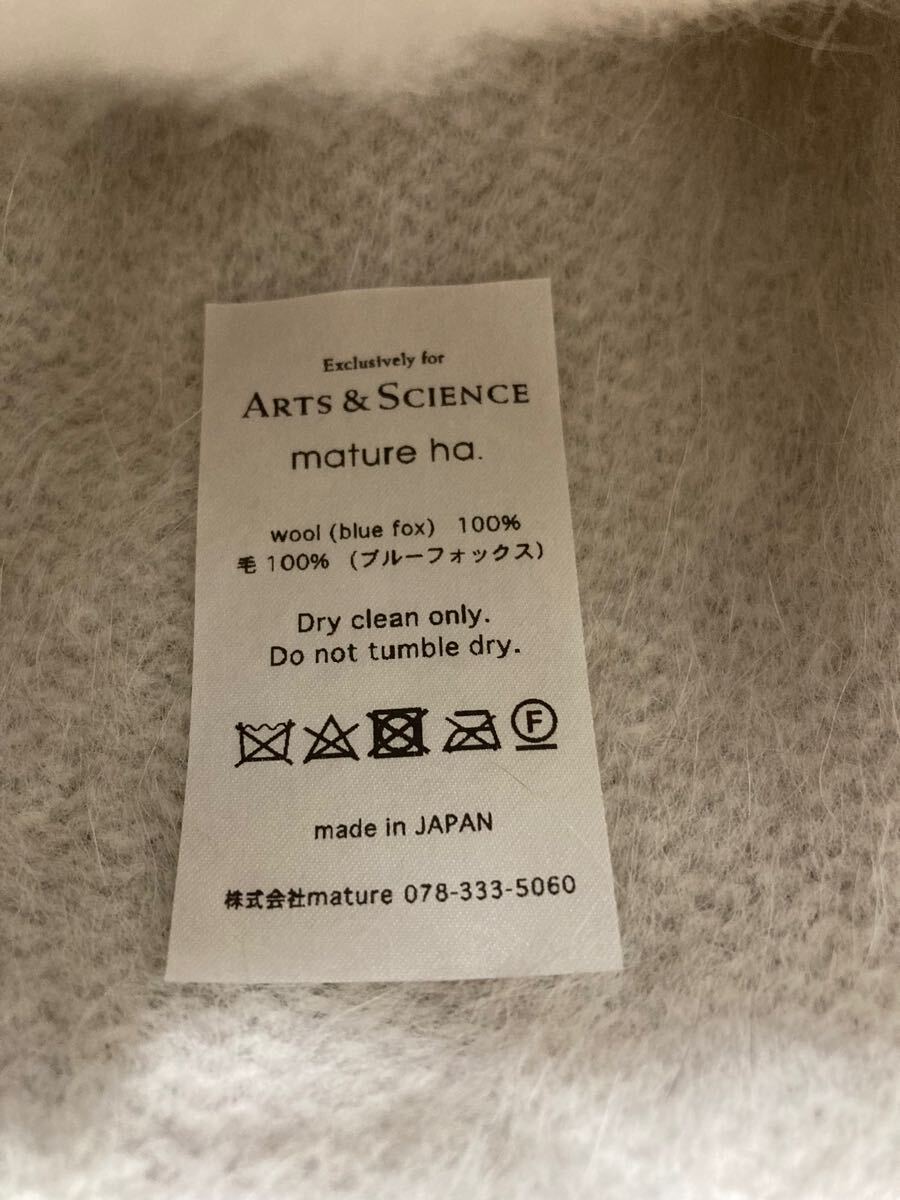 Exclusively for
ARTS & SCIENCE
mature ha.
wool (blue fox) 100%
毛 100% (ブルーフォックス)
Dry clean only.
Do not tumble dry.
F
made in JAPAN
株式会社mature 078-333-5060